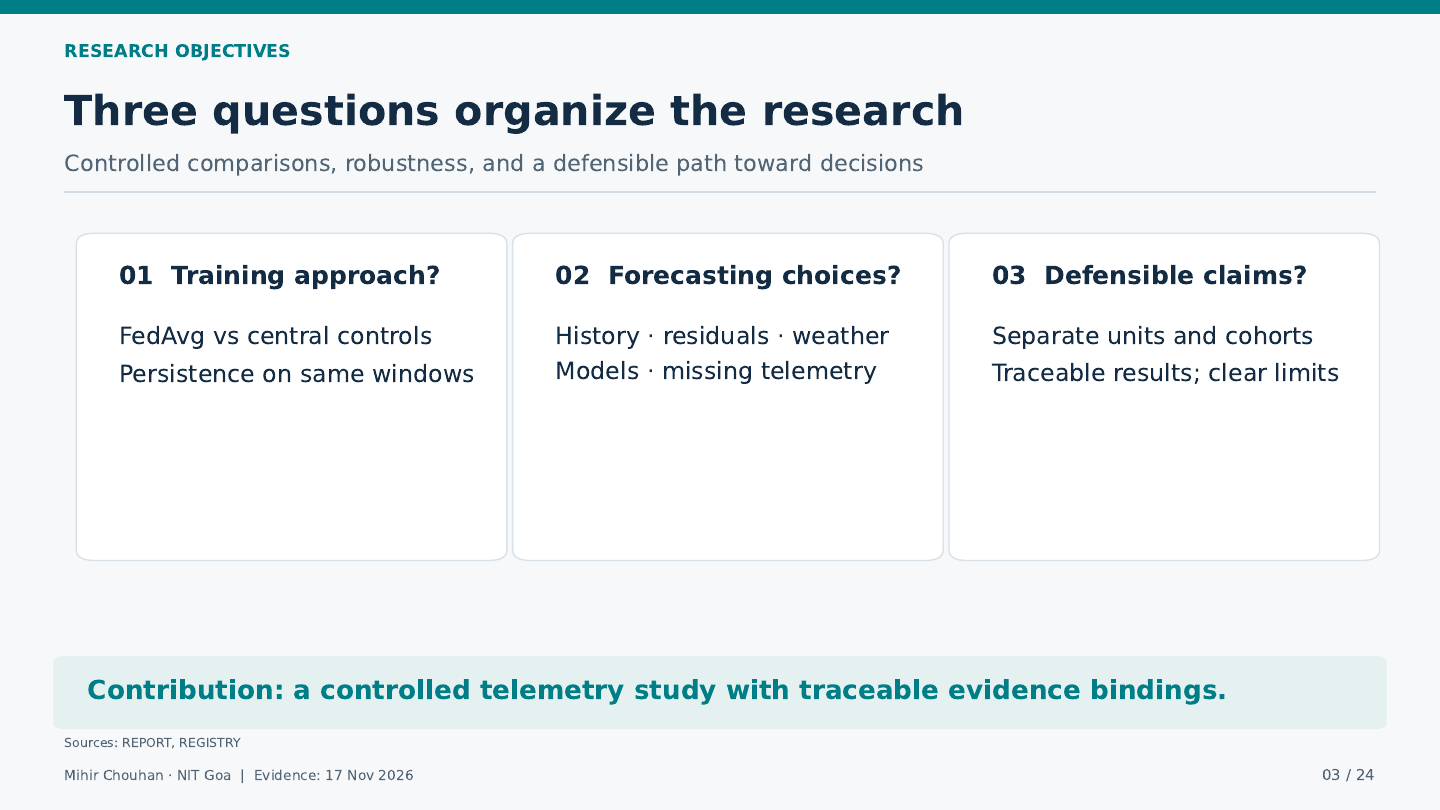 RESEARCH OBJECTIVES
Three questions organize the research
Controlled comparisons, robustness, and a defensible path toward decisions
01 Training approach?
FedAvg vs central controls
Persistence on same windows
02 Forecasting choices?
History · residuals · weather
Models · missing telemetry
03 Defensible claims?
Separate units and cohorts
Traceable results; clear limits
Contribution: a controlled telemetry study with traceable evidence bindings.
Sources: REPORT, REGISTRY
Mihir Chouhan · NIT Goa | Evidence: 17 Nov 2026
03 / 24